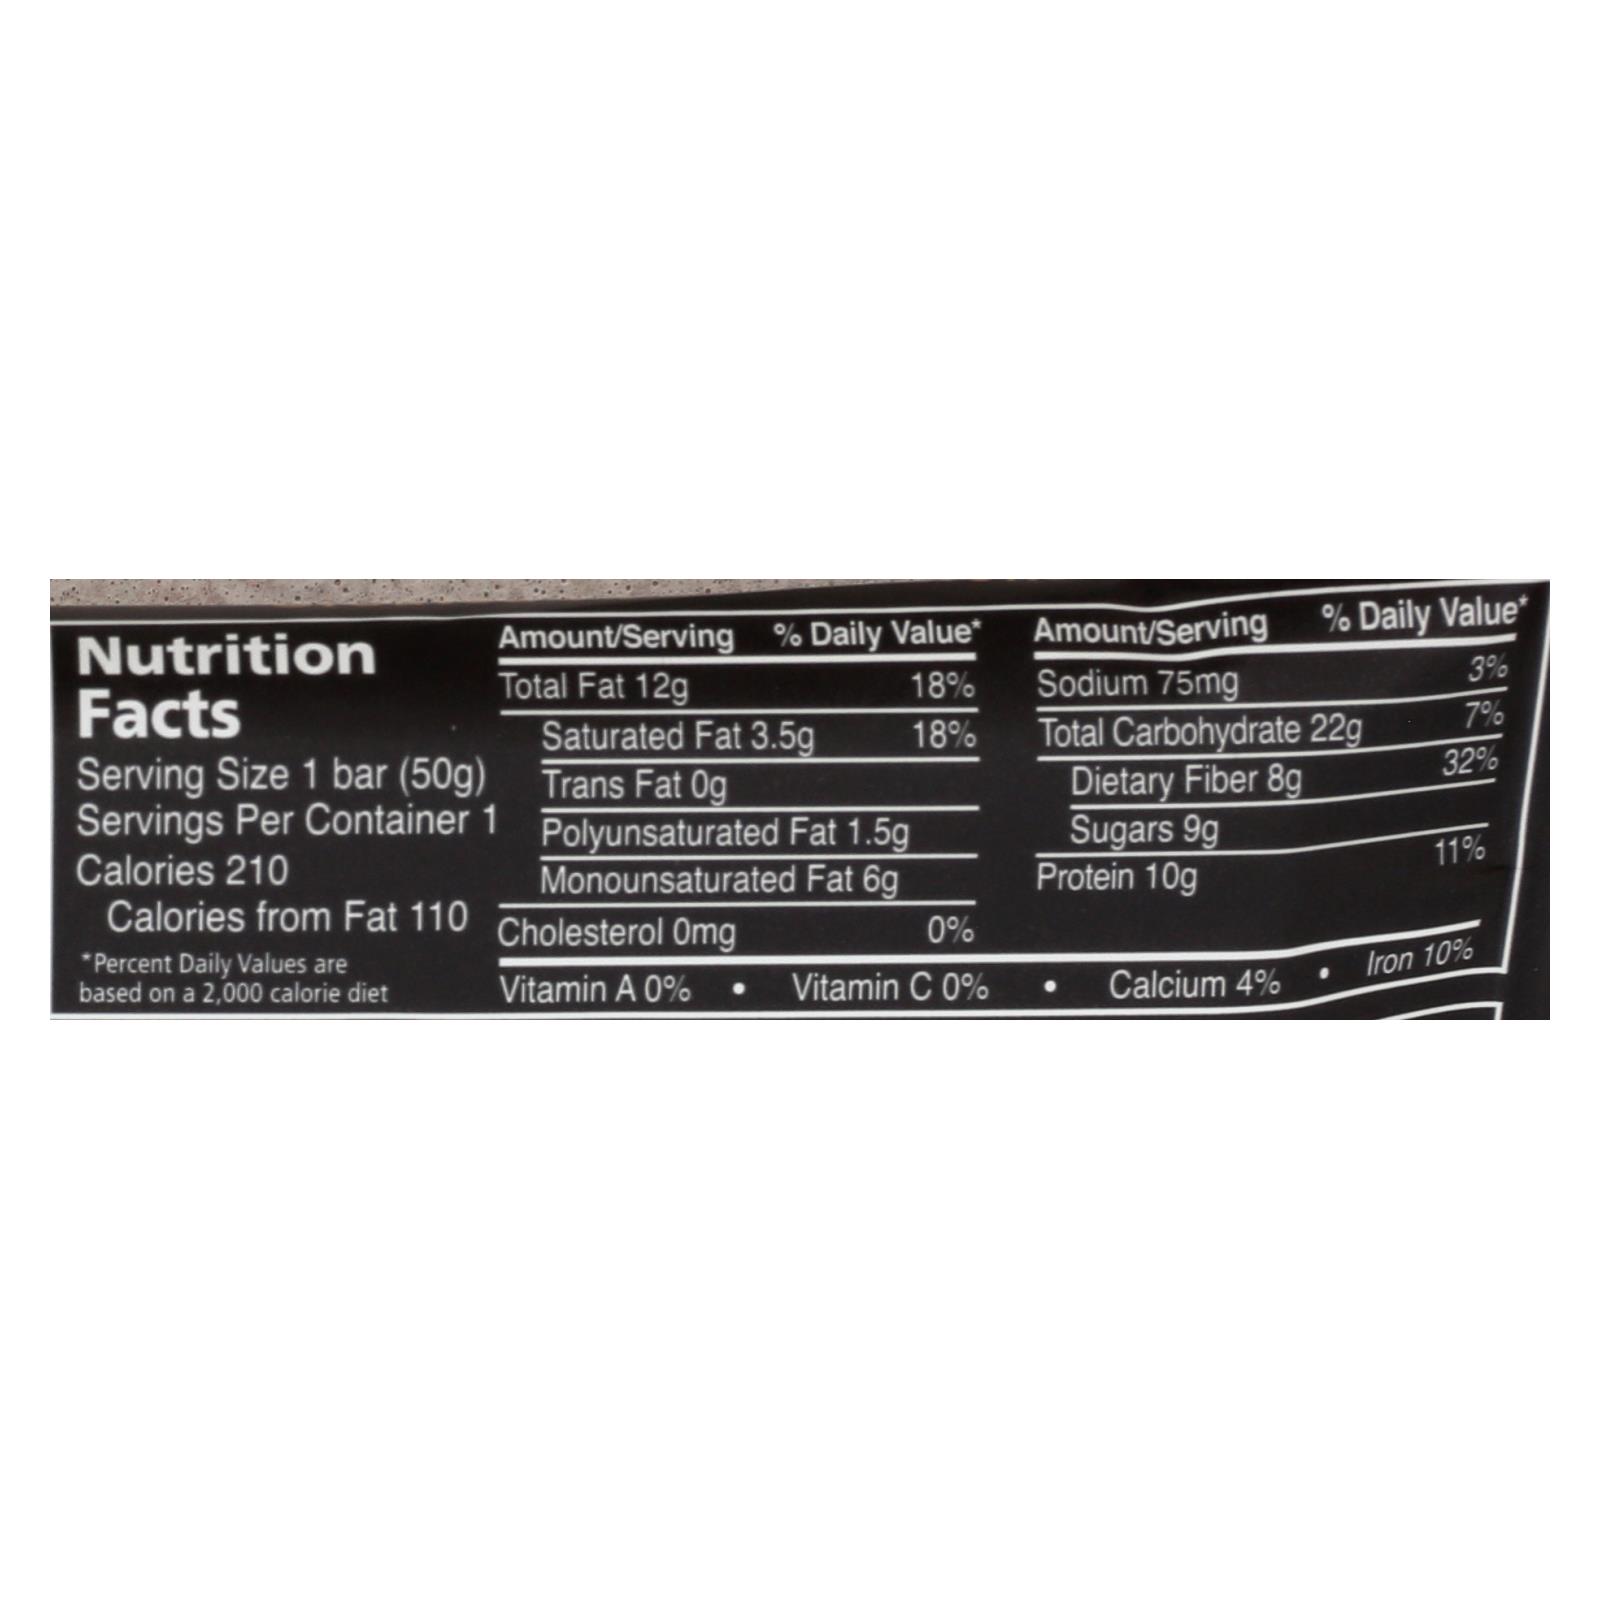 Nutrition
Facts
Serving Size 1 bar (50g)
Servings Per Container 1
Calories 210
Calories from Fat 110
*Percent Daily Values are
based on a 2,000 calorie diet
Amount/Serving % Daily Value*
Total Fat 12g 18%
Saturated Fat 3.5g 18%
Trans Fat 0g
Polyunsaturated Fat 1.5g
Monounsaturated Fat 6g
Cholesterol 0mg 0%
Amount/Serving % Daily Value*
Sodium 75mg 3%
Total Carbohydrate 22g 7%
Dietary Fiber 8g 32%
Sugars 9g
Protein 10g 11%
Vitamin A 0% • Vitamin C 0% • Calcium 4% • Iron 10%